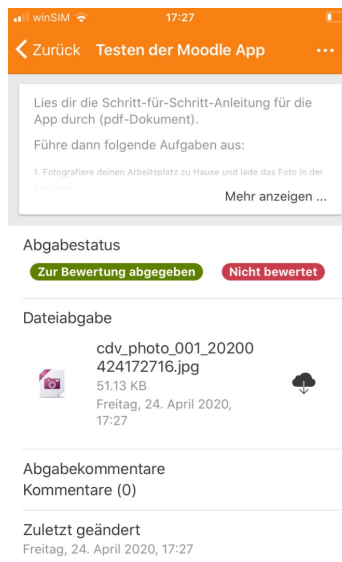 winSIM 17:27
Zurück Testen der Moodle App ...
Lies dir die Schritt-für-Schritt-Anleitung für die
App durch (pdf-Dokument).
Führe dann folgende Aufgaben aus:
1. Fotografiere deinen Arbeitsplatz zu Hause und lade das Foto in der
Mehr anzeigen ...
Abgabestatus
Zur Bewertung abgegeben Nicht bewertet
Dateiabgabe
cdv_photo_001_20200
424172716.jpg
51.13 KB
Freitag, 24. April 2020,
17:27
Abgabekommentare
Kommentare (0)
Zuletzt geändert
Freitag, 24. April 2020, 17:27